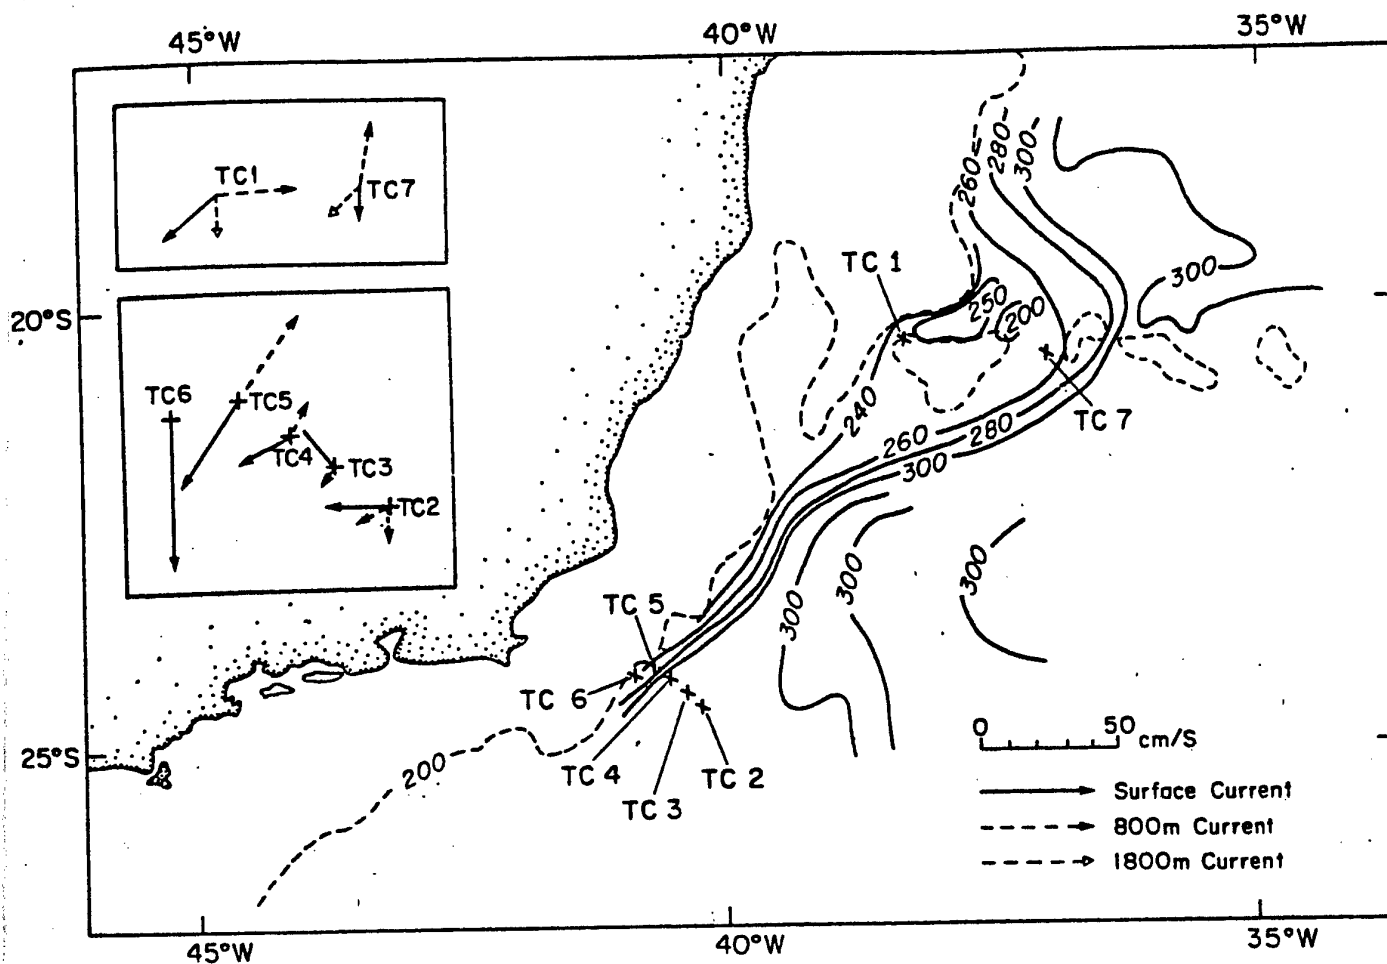 45°W
40°W
35°W
TC1
TC7
20°S
TC6
TC5
TC4
TC3
TC2
25°S
260
280
300
TC 1
250
200
300
240
260
280
300
TC 7
300
300
300
TC 5
TC 6
TC 4
TC 3
TC 2
200
0 50 cm/S
Surface Current
800m Current
1800m Current
45°W
40°W
35°W